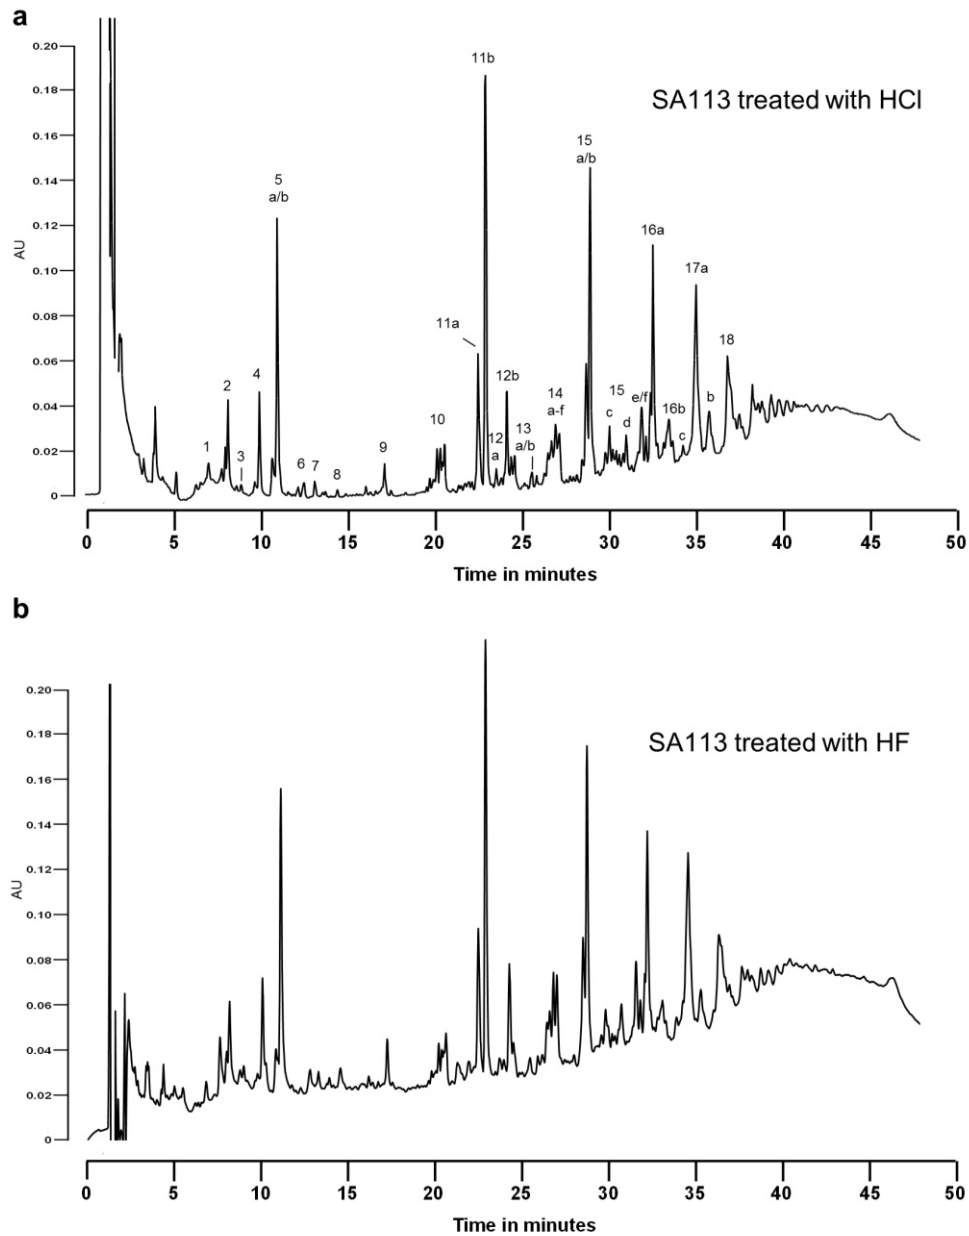 a
SA113 treated with HCl
0.20
0.18
0.16
0.14
0.12
0.10
0.08
0.06
0.04
0.02
0
AU
1
2
3
4
5
a/b
6
7
8
9
10
11a
11b
12
a
12b
13
a/b
14
a-f
15
a/b
15
c
d
e/f
16a
16b
c
17a
b
18
0 5 10 15 20 25 30 35 40 45 50
Time in minutes
b
SA113 treated with HF
0.20
0.18
0.16
0.14
0.12
0.10
0.08
0.06
0.04
0.02
0
AU
0 5 10 15 20 25 30 35 40 45 50
Time in minutes